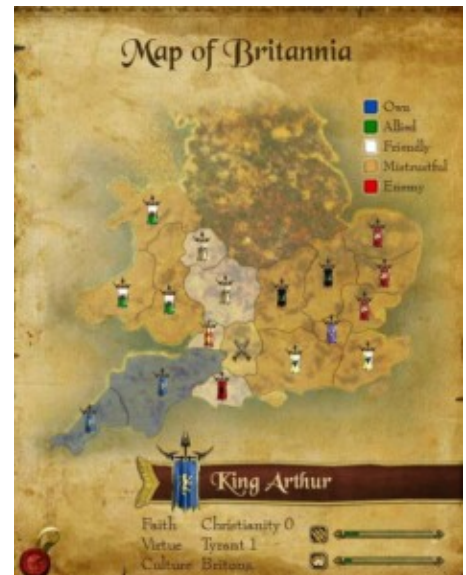 Map of Britannia
Own
Allied
Friendly
Mistrustful
Enemy
King Arthur
Faith Christianity 0
Virtue Tyrant 1
Culture Britons